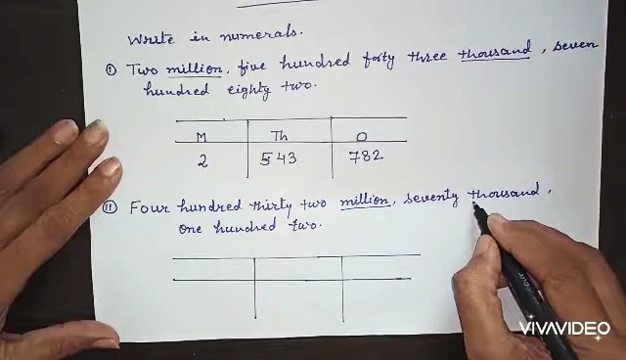 Write in numerals.
(i) Two million, five hundred forty three thousand, seven
hundred eighty two.
M Th O
2 543 782
(ii) Four hundred thirty two million, seventy thousand,
one hundred two.
VIVAVIDEO